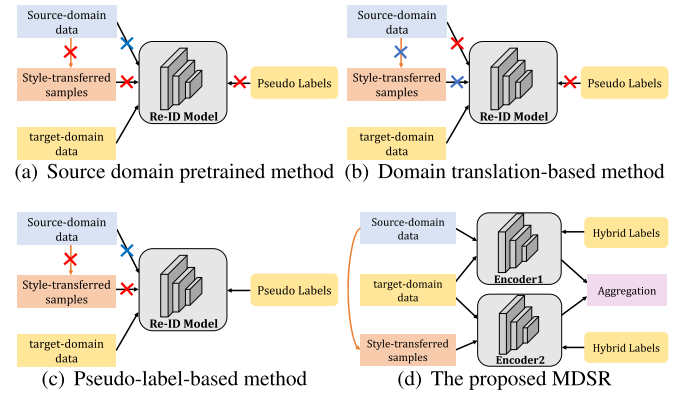 Source-domain
data
Style-transferred
samples
target-domain
data
Re-ID Model
Pseudo Labels
(a) Source domain pretrained method
Source-domain
data
Style-transferred
samples
target-domain
data
Re-ID Model
Pseudo Labels
(b) Domain translation-based method
Source-domain
data
Style-transferred
samples
target-domain
data
Re-ID Model
Pseudo Labels
(c) Pseudo-label-based method
Source-domain
data
target-domain
data
Style-transferred
samples
Encoder1
Encoder2
Hybrid Labels
Aggregation
Hybrid Labels
(d) The proposed MDSR